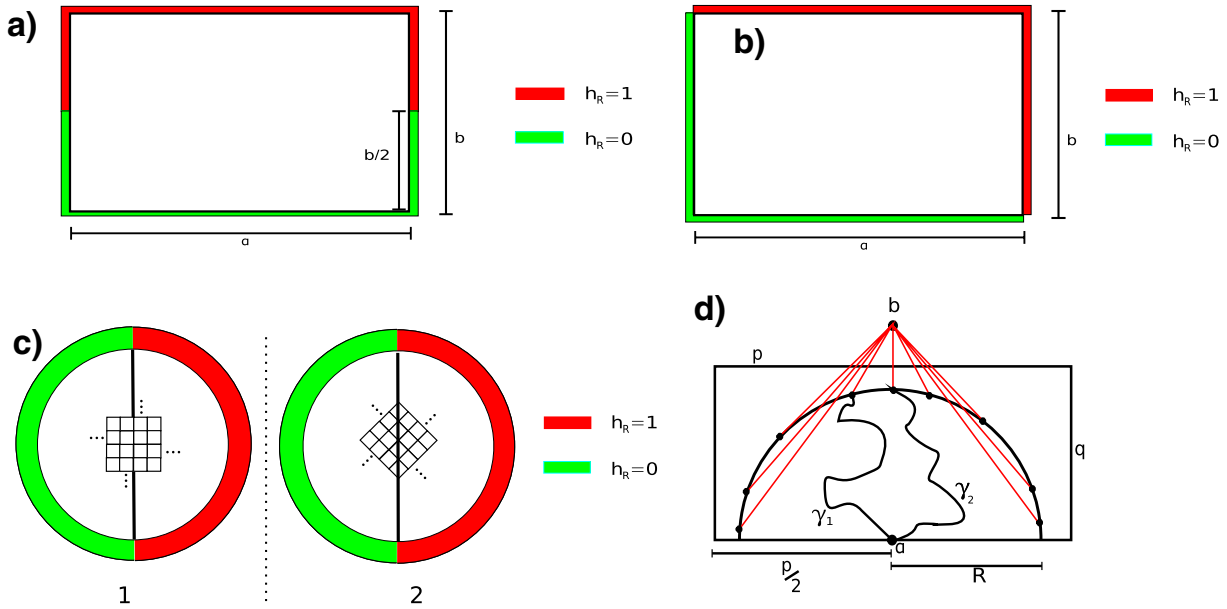 a)
b/2
b
a
h_R=1
h_R=0
b)
b
a
h_R=1
h_R=0
c)
1
2
h_R=1
h_R=0
d)
b
p
q
γ₁
γ₂
a
p/2
R